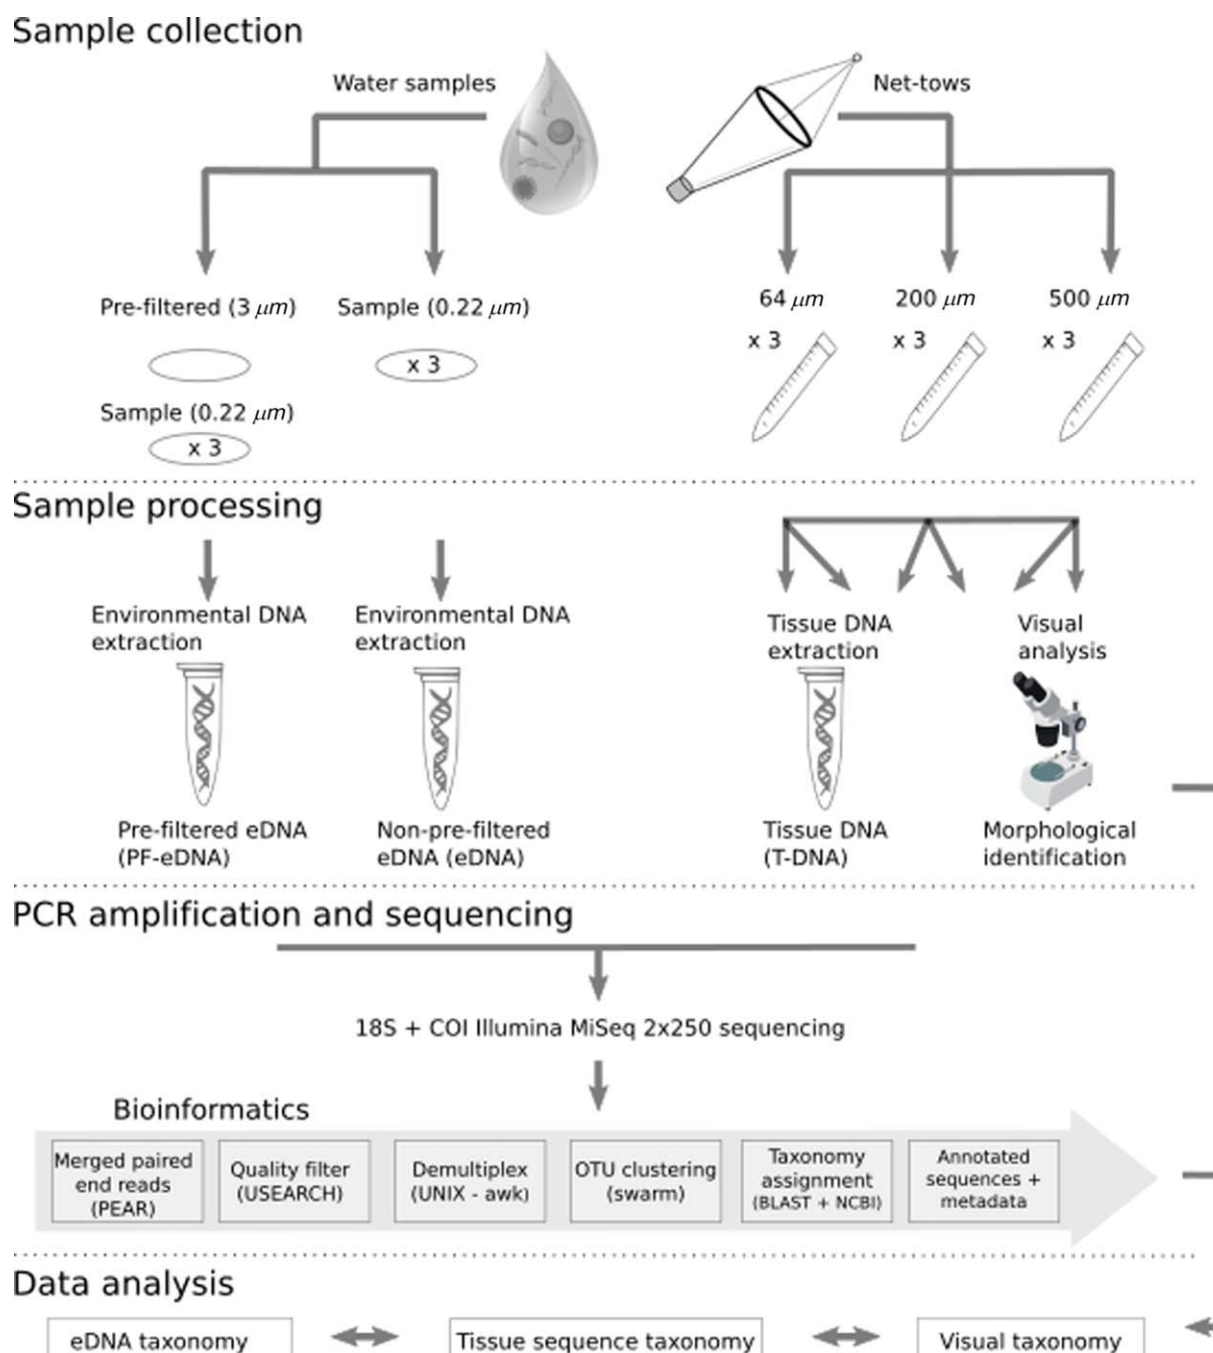 Sample collection
Water samples
Net-tows
Pre-filtered (3 μm)
Sample (0.22 μm)
x 3
Sample (0.22 μm)
x 3
64 μm
200 μm
500 μm
x 3
x 3
x 3
Sample processing
Environmental DNA
extraction
Environmental DNA
extraction
Tissue DNA
extraction
Visual
analysis
Pre-filtered eDNA
(PF-eDNA)
Non-pre-filtered
eDNA (eDNA)
Tissue DNA
(T-DNA)
Morphological
identification
PCR amplification and sequencing
18S + COI Illumina MiSeq 2x250 sequencing
Bioinformatics
Merged paired
end reads
(PEAR)
Quality filter
(USEARCH)
Demultiplex
(UNIX - awk)
OTU clustering
(swarm)
Taxonomy
assignment
(BLAST + NCBI)
Annotated
sequences +
metadata
Data analysis
eDNA taxonomy
Tissue sequence taxonomy
Visual taxonomy